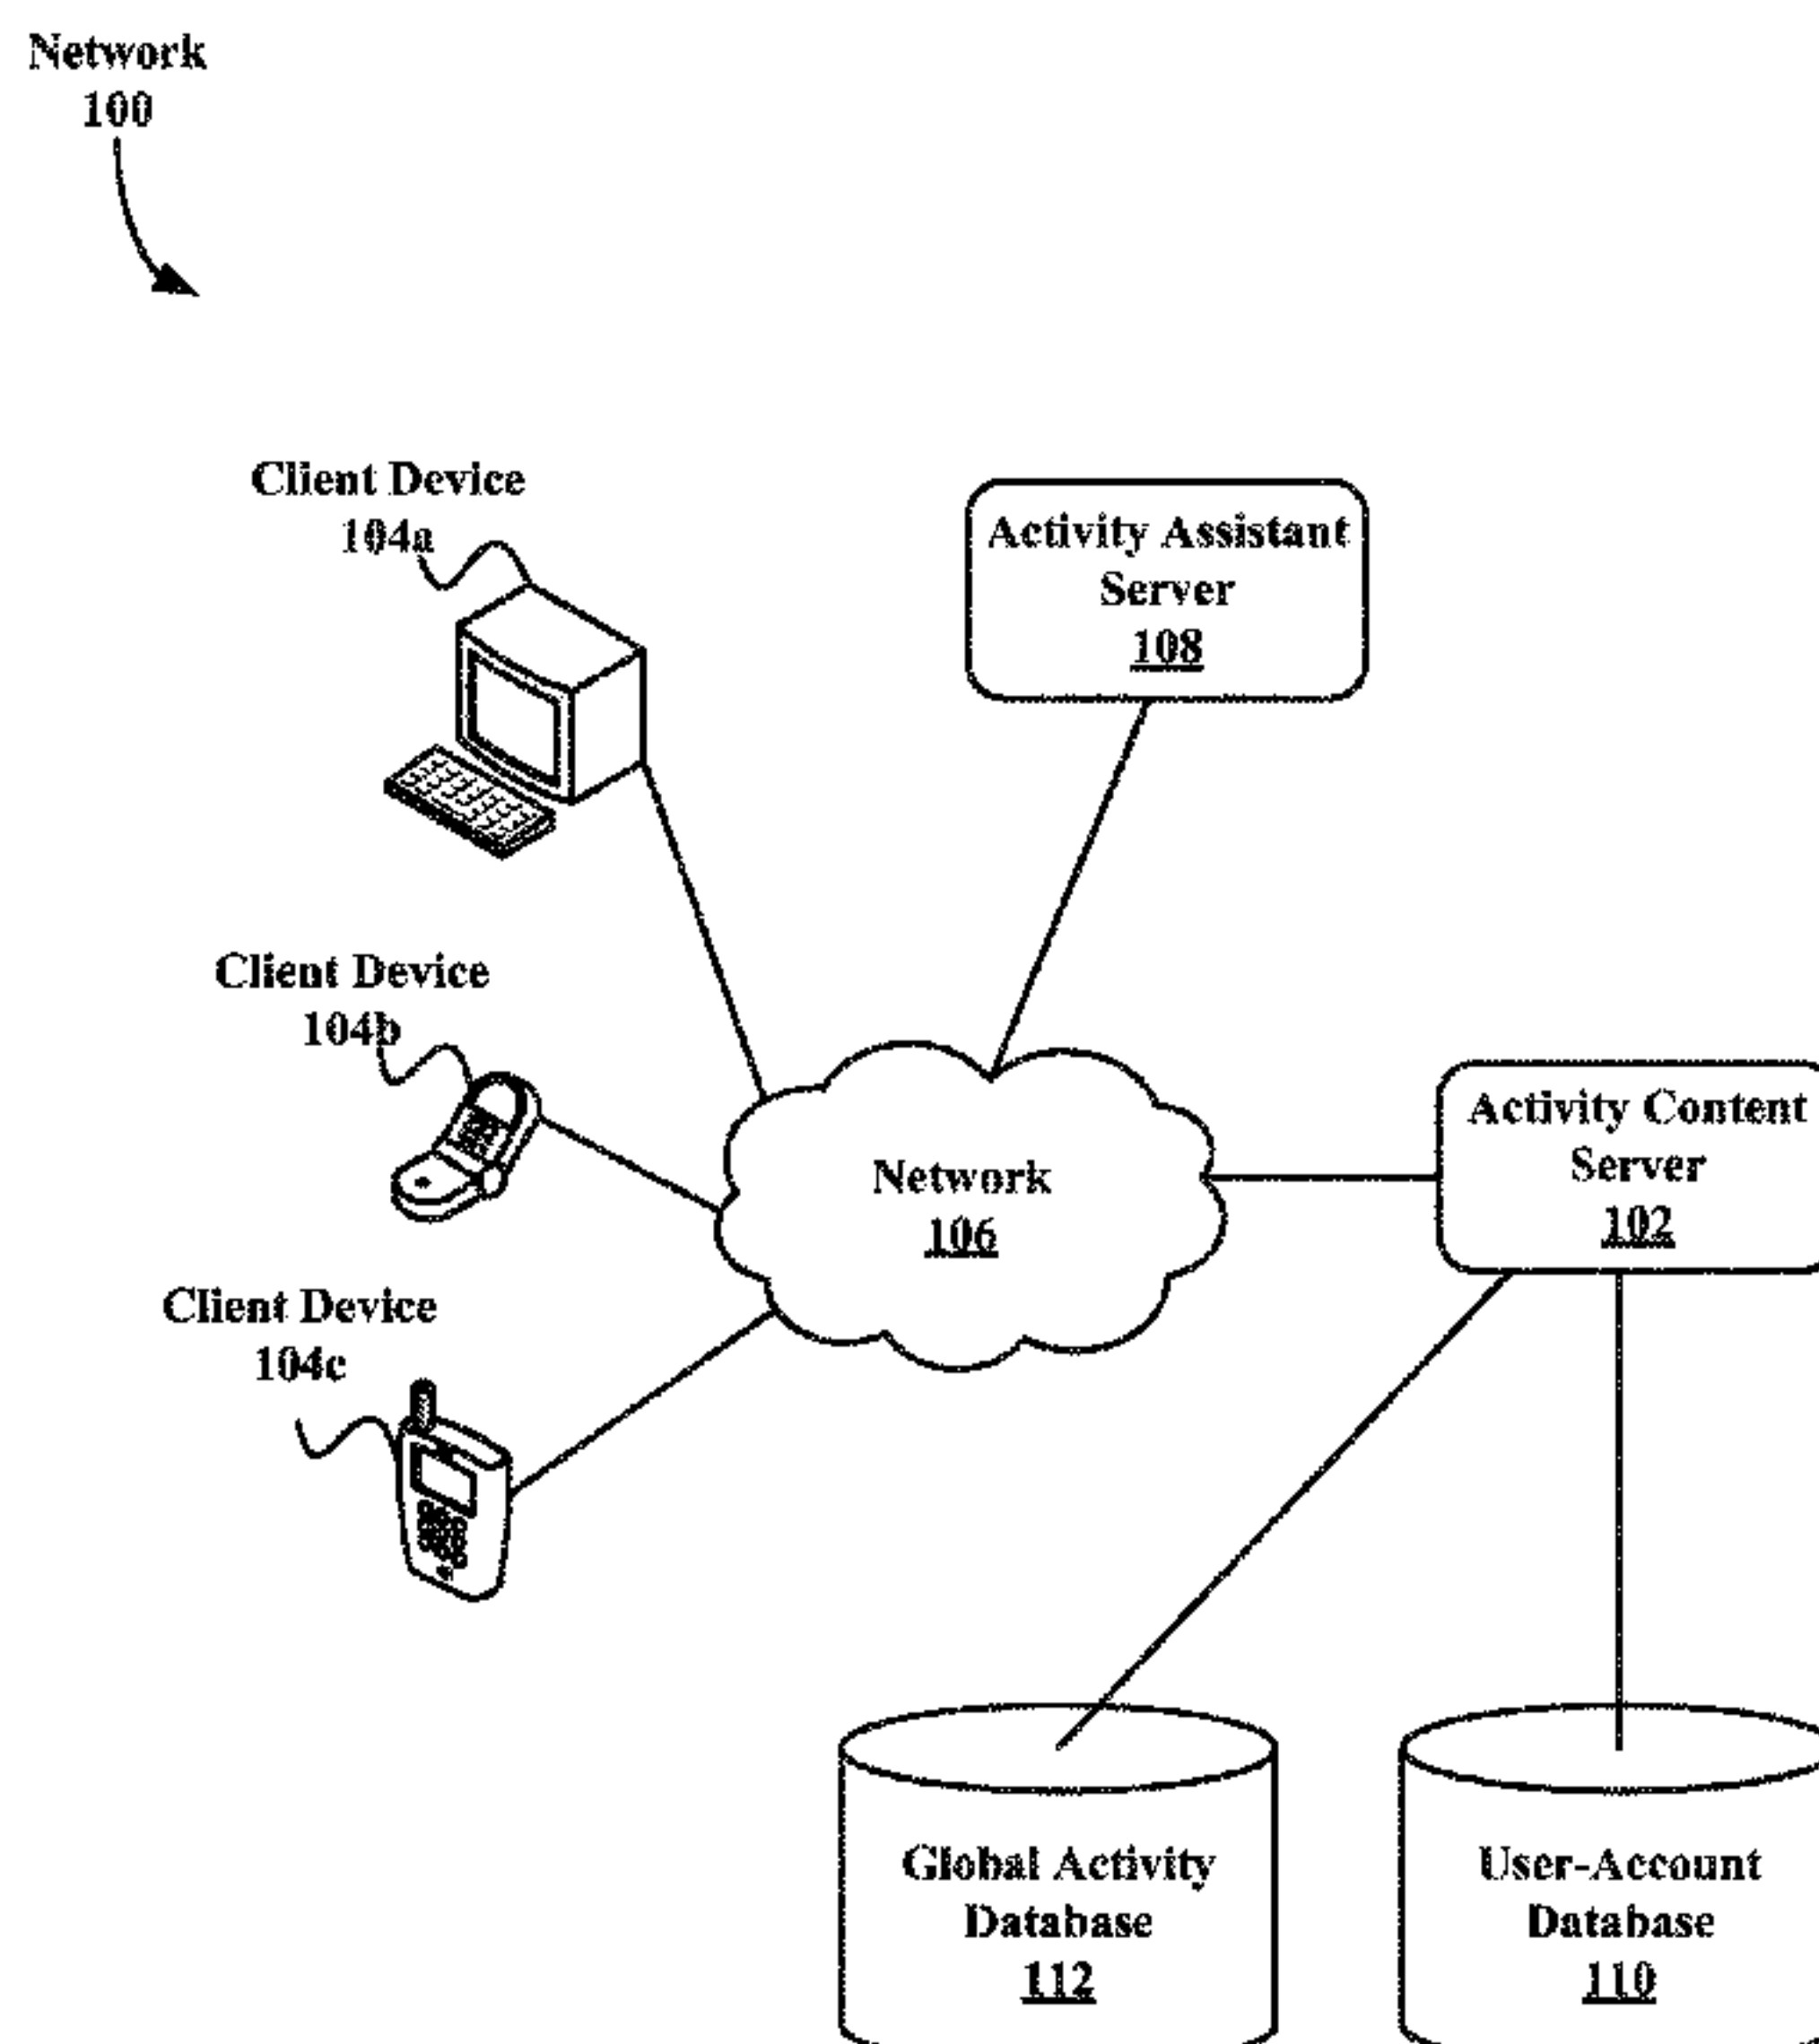 Network
100
Client Device
104a
Activity Assistant
Server
108
Client Device
104b
Network
106
Activity Content
Server
102
Client Device
104c
Global Activity
Database
112
User-Account
Database
110